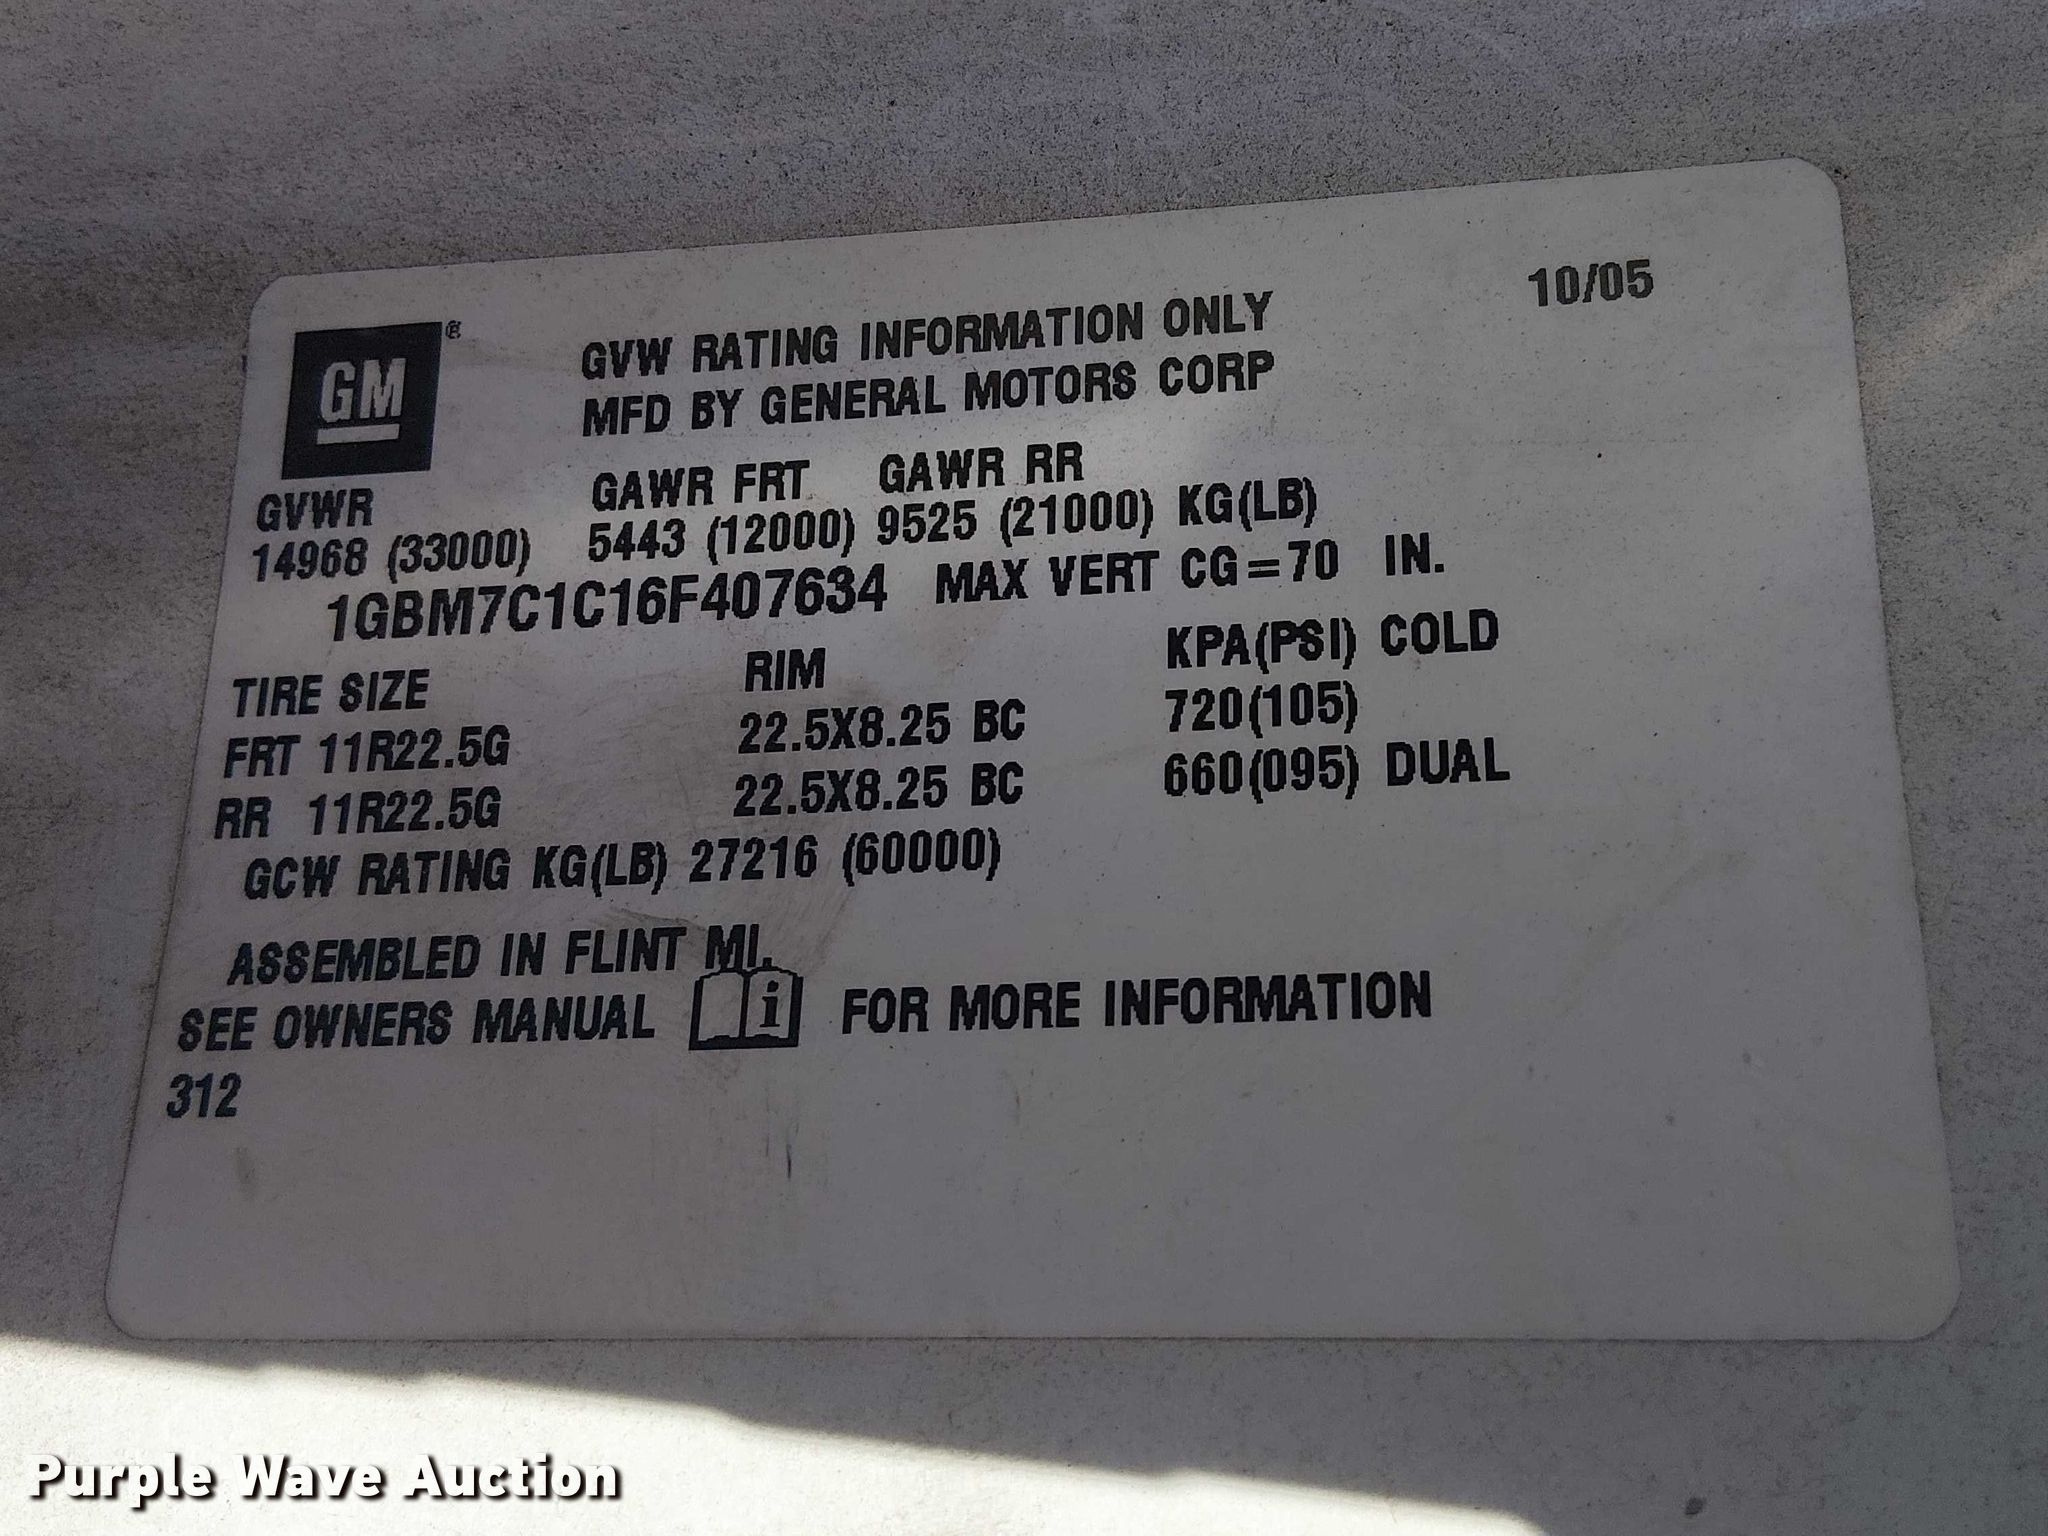 GM ®
GVW RATING INFORMATION ONLY 10/05
MFD BY GENERAL MOTORS CORP
GVWR GAWR FRT GAWR RR
14968 (33000) 5443 (12000) 9525 (21000) KG(LB)
1GBM7C1C16F407634 MAX VERT CG=70 IN.
TIRE SIZE RIM KPA(PSI) COLD
FRT 11R22.5G 22.5X8.25 BC 720(105)
RR 11R22.5G 22.5X8.25 BC 660(095) DUAL
GCW RATING KG(LB) 27216 (60000)
ASSEMBLED IN FLINT MI.
SEE OWNERS MANUAL i FOR MORE INFORMATION
312
Purple Wave Auction